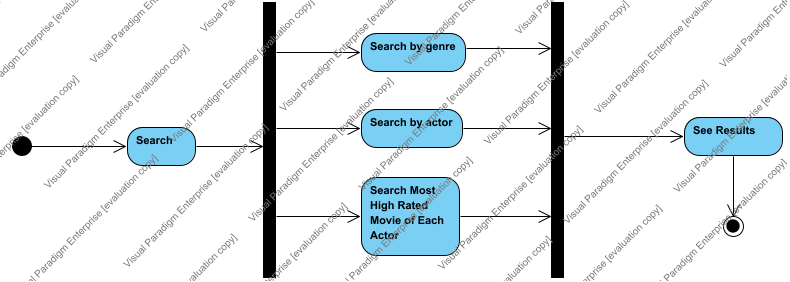 Search
Search by genre
Search by actor
Search Most
High Rated
Movie of Each
Actor
See Results
Visual Paradigm Enterprise [evaluation copy]